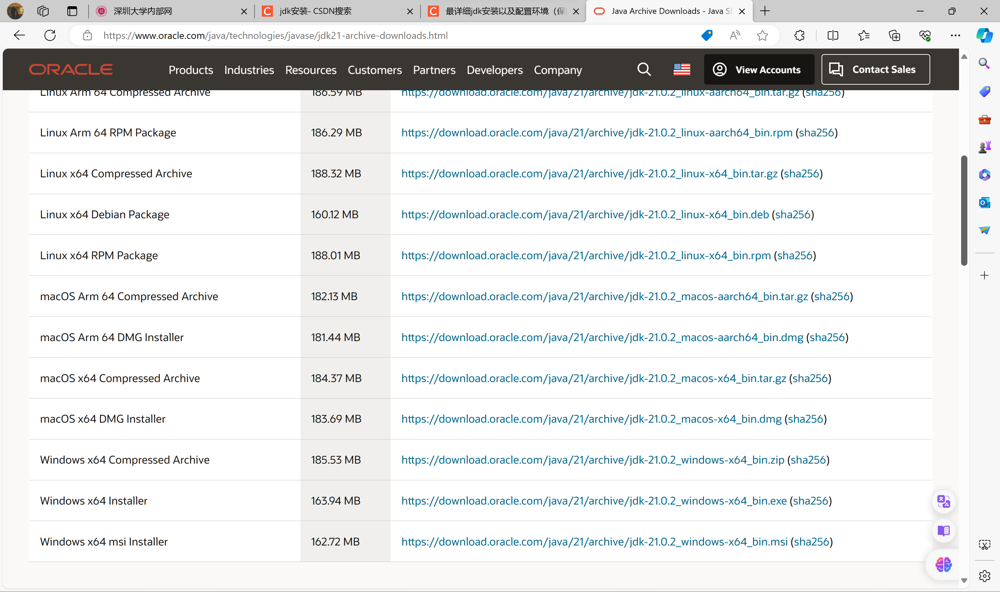 深圳大学内部网
jdk安装- CSDN搜索
最详细jdk安装以及配置环境（保
Java Archive Downloads - Java SE
https://www.oracle.com/java/technologies/javase/jdk21-archive-downloads.html
ORACLE
Products Industries Resources Customers Partners Developers Company
View Accounts
Contact Sales
Linux Arm 64 Compressed Archive 186.59 MB https://download.oracle.com/java/21/archive/jdk-21.0.2_linux-aarch64_bin.tar.gz (sha256)
Linux Arm 64 RPM Package 186.29 MB https://download.oracle.com/java/21/archive/jdk-21.0.2_linux-aarch64_bin.rpm (sha256)
Linux x64 Compressed Archive 188.32 MB https://download.oracle.com/java/21/archive/jdk-21.0.2_linux-x64_bin.tar.gz (sha256)
Linux x64 Debian Package 160.12 MB https://download.oracle.com/java/21/archive/jdk-21.0.2_linux-x64_bin.deb (sha256)
Linux x64 RPM Package 188.01 MB https://download.oracle.com/java/21/archive/jdk-21.0.2_linux-x64_bin.rpm (sha256)
macOS Arm 64 Compressed Archive 182.13 MB https://download.oracle.com/java/21/archive/jdk-21.0.2_macos-aarch64_bin.tar.gz (sha256)
macOS Arm 64 DMG Installer 181.44 MB https://download.oracle.com/java/21/archive/jdk-21.0.2_macos-aarch64_bin.dmg (sha256)
macOS x64 Compressed Archive 184.37 MB https://download.oracle.com/java/21/archive/jdk-21.0.2_macos-x64_bin.tar.gz (sha256)
macOS x64 DMG Installer 183.69 MB https://download.oracle.com/java/21/archive/jdk-21.0.2_macos-x64_bin.dmg (sha256)
Windows x64 Compressed Archive 185.53 MB https://download.oracle.com/java/21/archive/jdk-21.0.2_windows-x64_bin.zip (sha256)
Windows x64 Installer 163.94 MB https://download.oracle.com/java/21/archive/jdk-21.0.2_windows-x64_bin.exe (sha256)
Windows x64 msi Installer 162.72 MB https://download.oracle.com/java/21/archive/jdk-21.0.2_windows-x64_bin.msi (sha256)